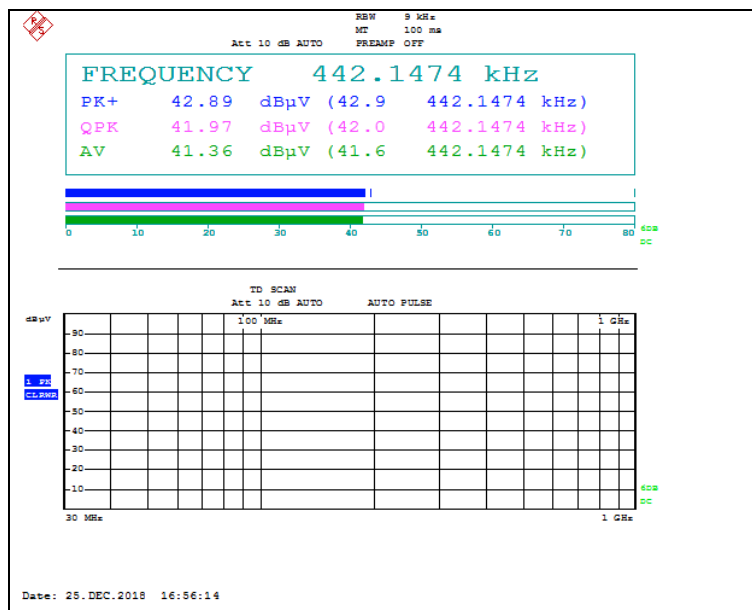 RBW 9 kHz
MT 100 ms
Att 10 dB AUTO PREAMP OFF
FREQUENCY 442.1474 kHz
PK+ 42.89 dBµV (42.9 442.1474 kHz)
QPK 41.97 dBµV (42.0 442.1474 kHz)
AV 41.36 dBµV (41.6 442.1474 kHz)
0 10 20 30 40 50 60 70 80
6DB
DC
TD SCAN
Att 10 dB AUTO AUTO PULSE
dBµV
100 MHz 1 GHz
90
80
70
1 PK
60
CLRWR
50
40
30
20
10
6DB
DC
30 MHz 1 GHz
Date: 25.DEC.2018 16:56:14